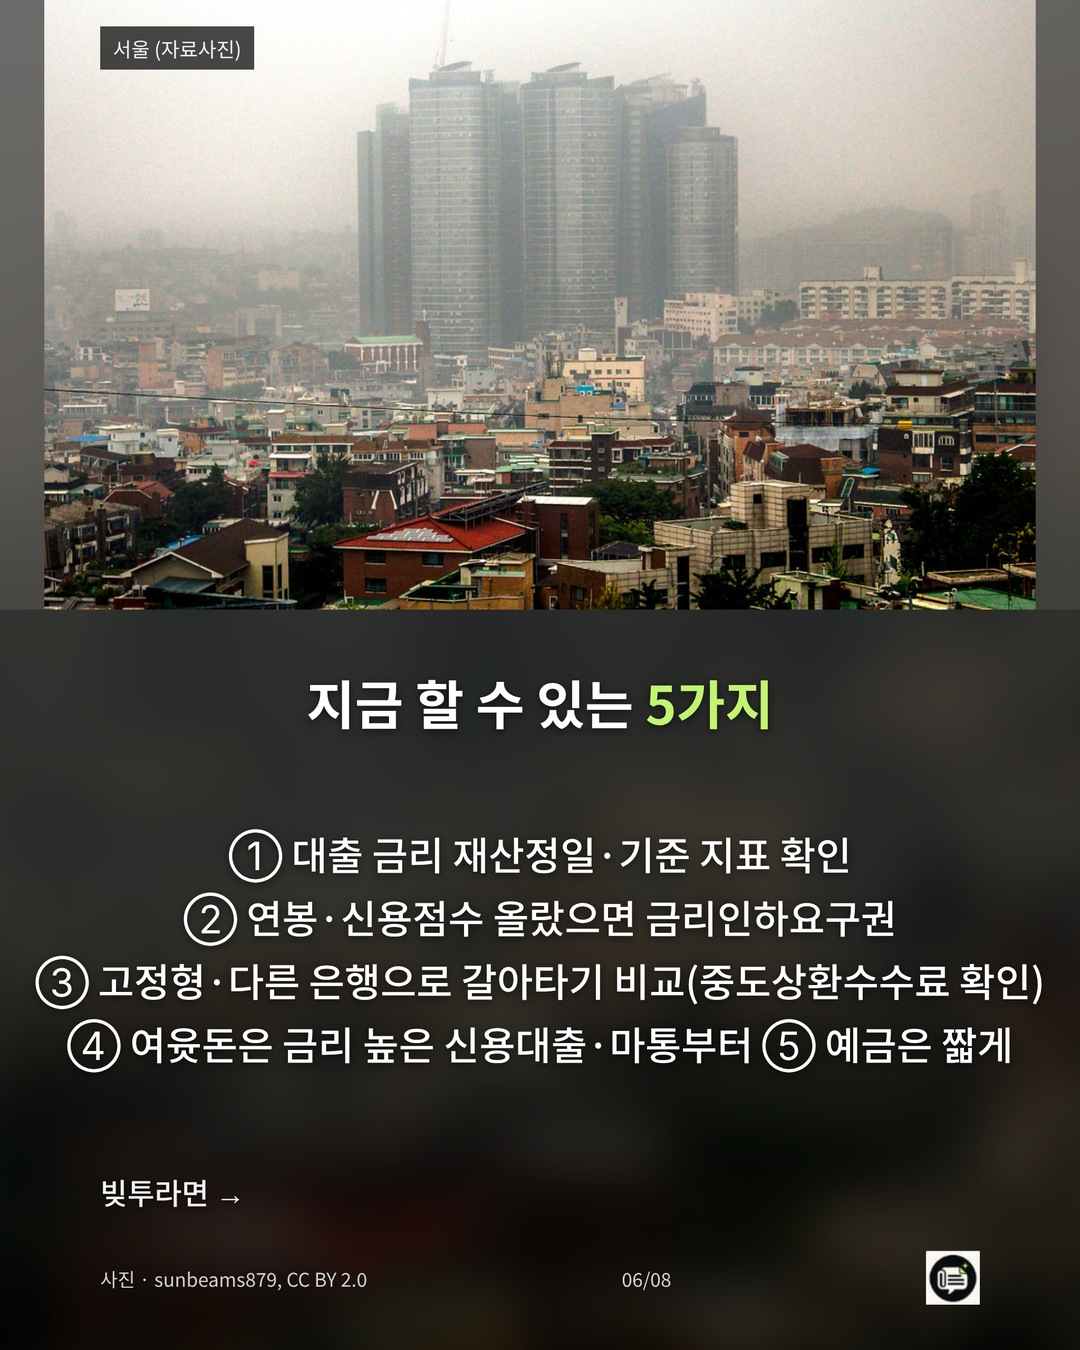 서울 (자료사진)
지금 할 수 있는 5가지
① 대출 금리 재산정일·기준 지표 확인
② 연봉·신용점수 올랐으면 금리인하요구권
③ 고정형·다른 은행으로 갈아타기 비교(중도상환수수료 확인)
④ 여윳돈은 금리 높은 신용대출·마통부터 ⑤ 예금은 짧게
빚투라면 →
사진 · sunbeams879, CC BY 2.0
06/08